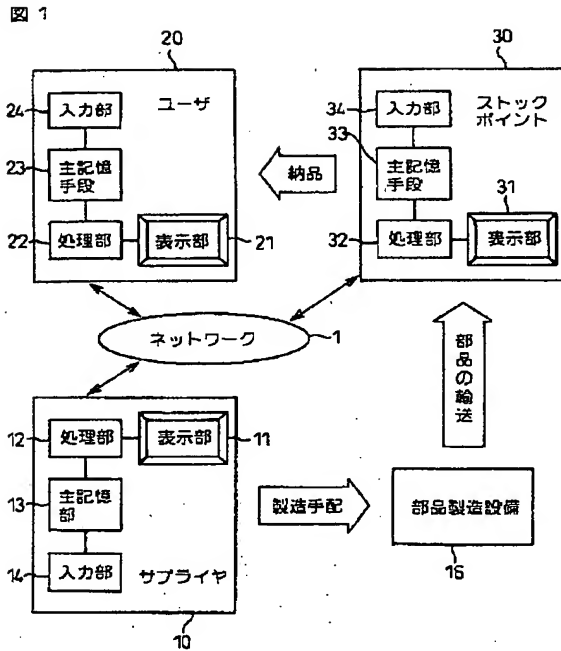 図 1
20
24
入力部
ユーザ
23
主記憶
手段
22
処理部
表示部
21
30
34
入力部
ストック
ポイント
33
主記憶
手段
31
32
処理部
表示部
納品
ネットワーク
1
部品の輸送
12
処理部
表示部
11
13
主記憶
部
14
入力部
サプライヤ
10
製造手配
部品製造設備
16